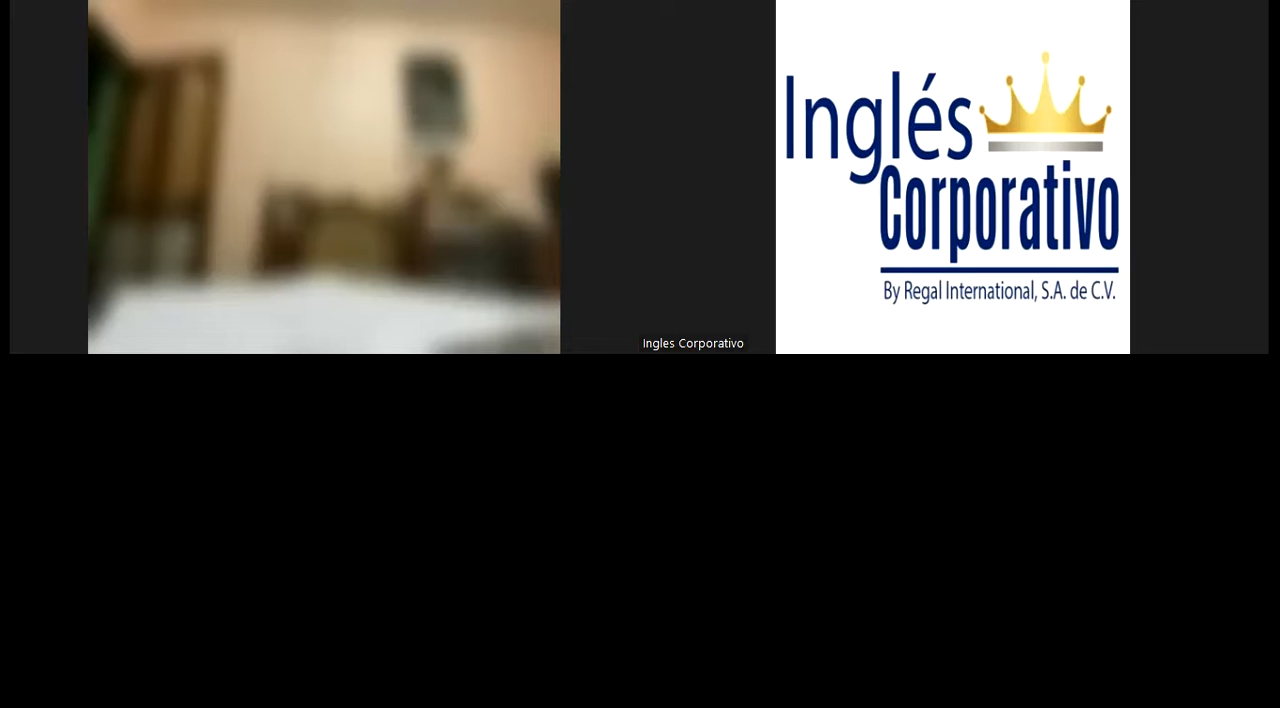 Inglés
Corporativo
By Regal International, S.A. de C.V.
Ingles Corporativo